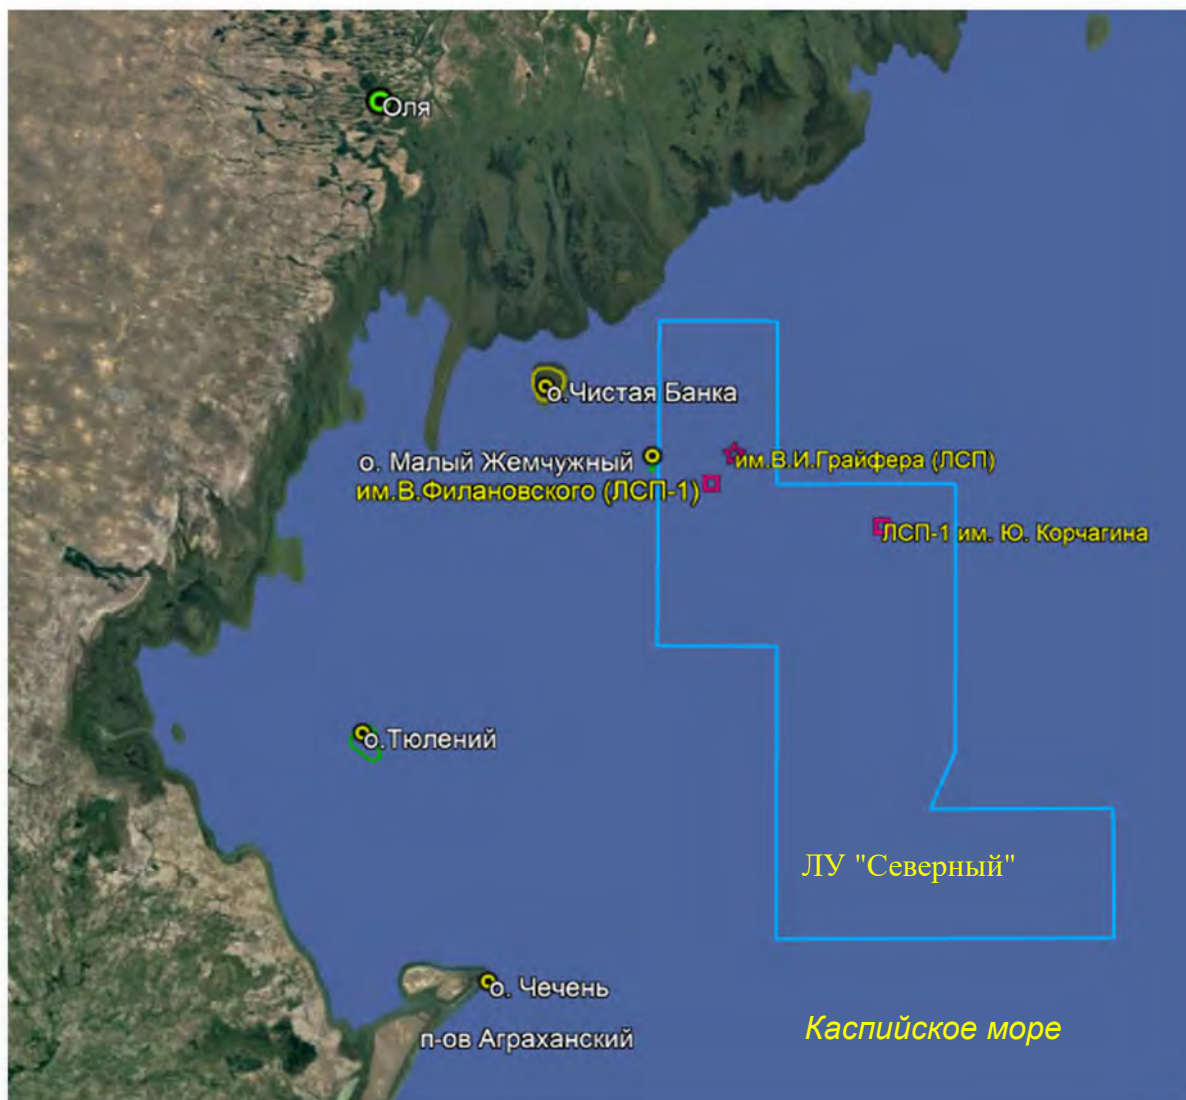 Оля
о.Чистая Банка
о. Малый Жемчужный
им.В.И.Грайфера (ЛСП)
им.В.Филановского (ЛСП-1)
ЛСП-1 им. Ю. Корчагина
о.Тюлений
ЛУ "Северный"
о. Чечень
Каспийское море
п-ов Аграханский